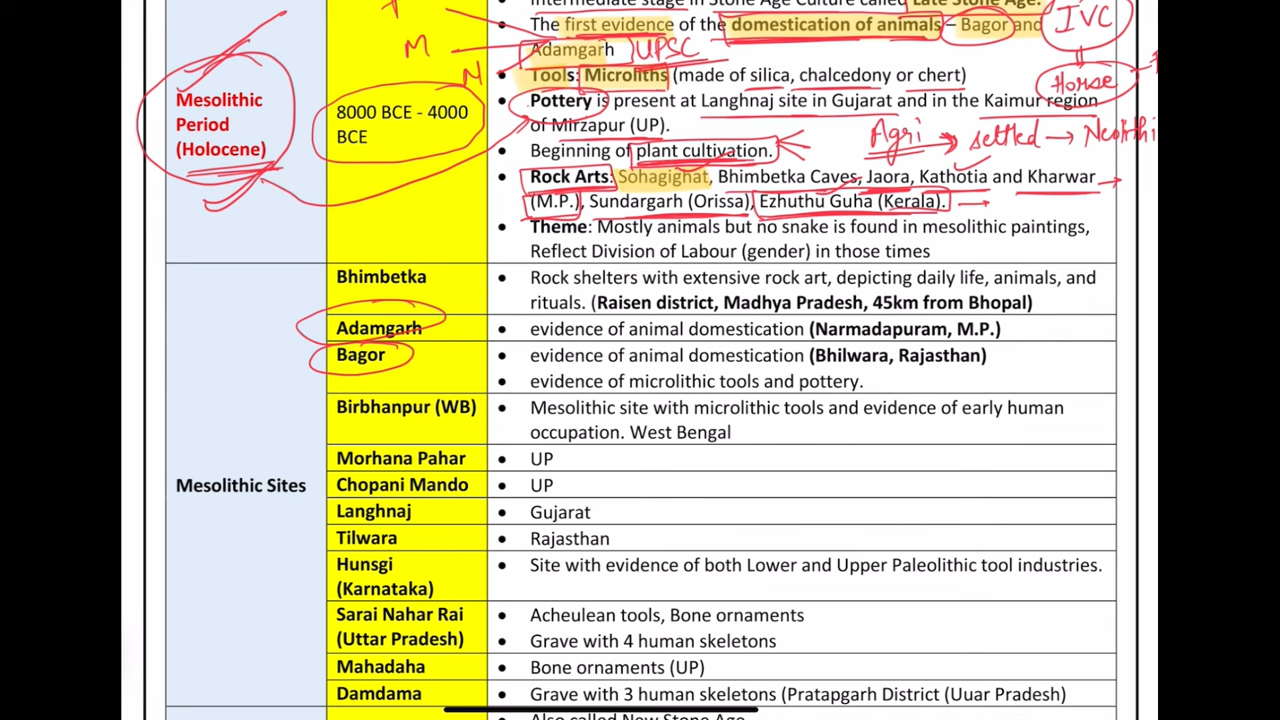 Intermediate stage in Stone Age Culture called Late Stone Age.
The first evidence of the domestication of animals – Bagor and
IVC
Adamgarh UPSC
M
M
Tools: Microliths (made of silica, chalcedony or chert)
Horse
Mesolithic
Period
(Holocene)
8000 BCE - 4000
BCE
Pottery is present at Langhnaj site in Gujarat and in the Kaimur region
of Mirzapur (UP).
Agri → settled → Neolithi
Beginning of plant cultivation.
Rock Arts: Sohagighat, Bhimbetka Caves, Jaora, Kathotia and Kharwar
(M.P.), Sundargarh (Orissa), Ezhuthu Guha (Kerala).
Theme: Mostly animals but no snake is found in mesolithic paintings,
Reflect Division of Labour (gender) in those times
Mesolithic Sites
Bhimbetka
Rock shelters with extensive rock art, depicting daily life, animals, and
rituals. (Raisen district, Madhya Pradesh, 45km from Bhopal)
Adamgarh
evidence of animal domestication (Narmadapuram, M.P.)
Bagor
evidence of animal domestication (Bhilwara, Rajasthan)
evidence of microlithic tools and pottery.
Birbhanpur (WB)
Mesolithic site with microlithic tools and evidence of early human
occupation. West Bengal
Morhana Pahar
UP
Chopani Mando
UP
Langhnaj
Gujarat
Tilwara
Rajasthan
Hunsgi
(Karnataka)
Site with evidence of both Lower and Upper Paleolithic tool industries.
Sarai Nahar Rai
(Uttar Pradesh)
Acheulean tools, Bone ornaments
Grave with 4 human skeletons
Mahadaha
Bone ornaments (UP)
Damdama
Grave with 3 human skeletons (Pratapgarh District (Uuar Pradesh)
Also called New Stone Age